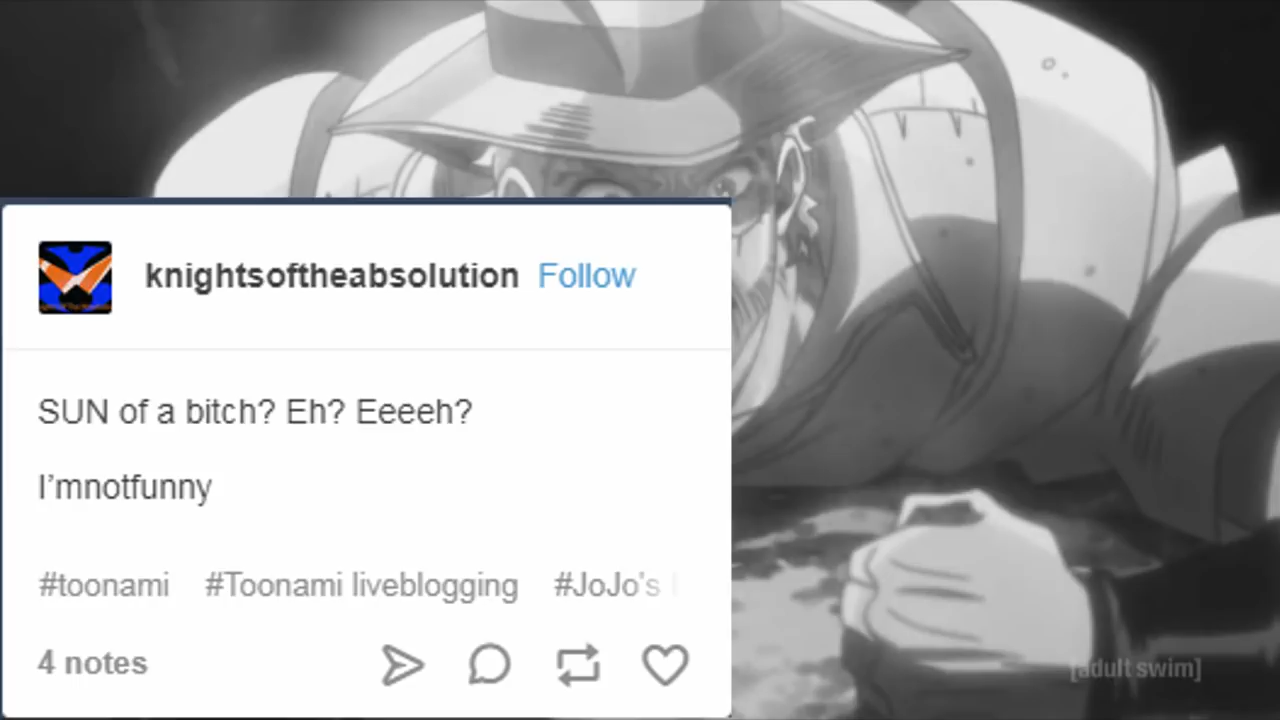 knightsoftheabsolution Follow
SUN of a bitch? Eh? Eeeeh?
I’mnotfunny
#toonami #Toonami liveblogging #JoJo's
4 notes
[adult swim]